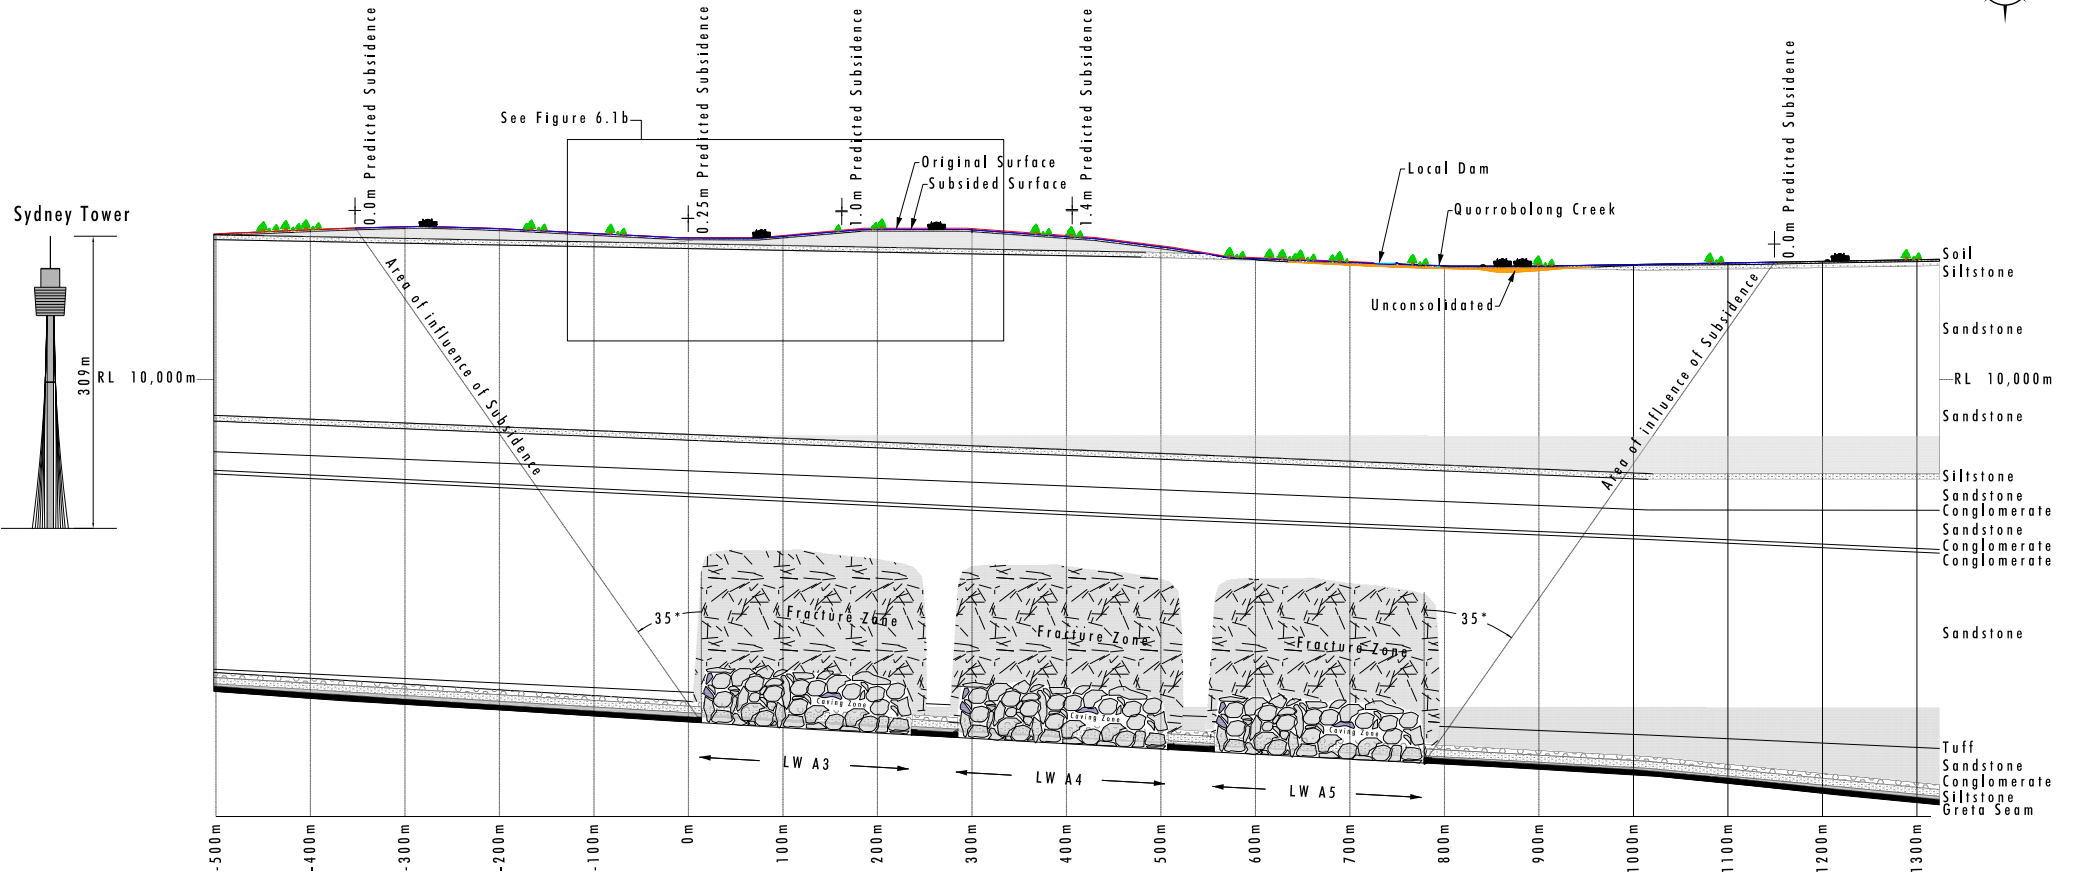 0.0m Predicted Subsidence
0.25m Predicted Subsidence
1.0m Predicted Subsidence
1.4m Predicted Subsidence
0.0m Predicted Subsidence
See Figure 6.1b
Original Surface
Subsided Surface
Local Dam
Quorrobolong Creek
Unconsolidated
Sydney Tower
309m
RL 10,000m
Area of influence of Subsidence
Area of influence of Subsidence
Soil
Siltstone
Sandstone
RL 10,000m
Sandstone
Siltstone
Sandstone
Conglomerate
Sandstone
Conglomerate
Conglomerate
Sandstone
Tuff
Sandstone
Conglomerate
Siltstone
Greta Seam
35°
Fracture Zone
Fracture Zone
Fracture Zone
35°
Caving Zone
Caving Zone
Caving Zone
LW A3
LW A4
LW A5
-500m
-400m
-300m
-200m
-100m
0m
100m
200m
300m
400m
500m
600m
700m
800m
900m
1000m
1100m
1200m
1300m